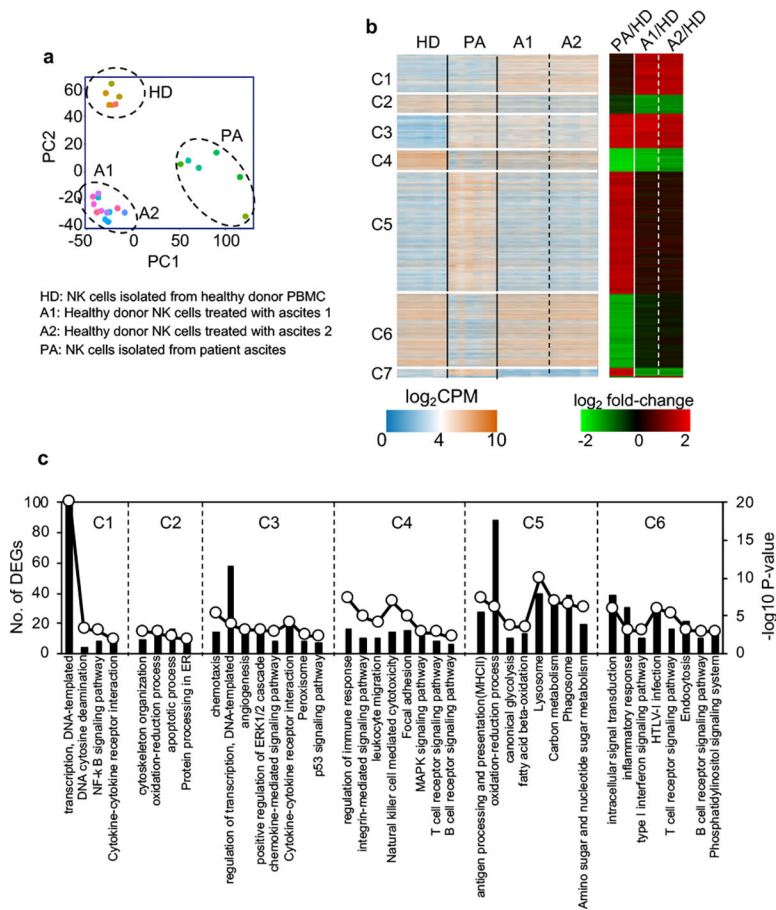 a
60
40
20
0
-20
-40
-50
0
50
100
PC2
PC1
HD
PA
A1
A2
HD: NK cells isolated from healthy donor PBMC
A1: Healthy donor NK cells treated with ascites 1
A2: Healthy donor NK cells treated with ascites 2
PA: NK cells isolated from patient ascites
b
HD PA A1 A2
PA/HD
A1/HD
A2/HD
C1
C2
C3
C4
C5
C6
C7
log2CPM
0 4 10
log2 fold-change
-2 0 2
c
No. of DEGs
100
80
60
40
20
0
C1 C2 C3 C4 C5 C6
20
15
10
5
0
-log10 P-value
transcription, DNA-templated
DNA cytosine deamination
NF-k B signaling pathway
Cytokine-cytokine receptor interaction
cytoskeleton organization
oxidation-reduction process
apoptotic process
Protein processing in ER
chemotaxis
regulation of transcription, DNA-templated
angiogenesis
positive regulation of ERK1/2 cascade
chemokine-mediated signaling pathway
Cytokine-cytokine receptor interaction
Peroxisome
p53 signaling pathway
regulation of immune response
integrin-mediated signaling pathway
leukocyte migration
Natural killer cell mediated cytotoxicity
Focal adhesion
MAPK signaling pathway
T cell receptor signaling pathway
B cell receptor signaling pathway
antigen processing and presentation(MHCII)
oxidation-reduction process
canonical glycolysis
fatty acid beta-oxidation
Lysosome
Carbon metabolism
Phagosome
Amino sugar and nucleotide sugar metabolism
intracellular signal transduction
inflammatory response
type I interferon signaling pathway
HTLV-I infection
T cell receptor signaling pathway
Endocytosis
B cell receptor signaling pathway
Phosphatidylinositol signaling system